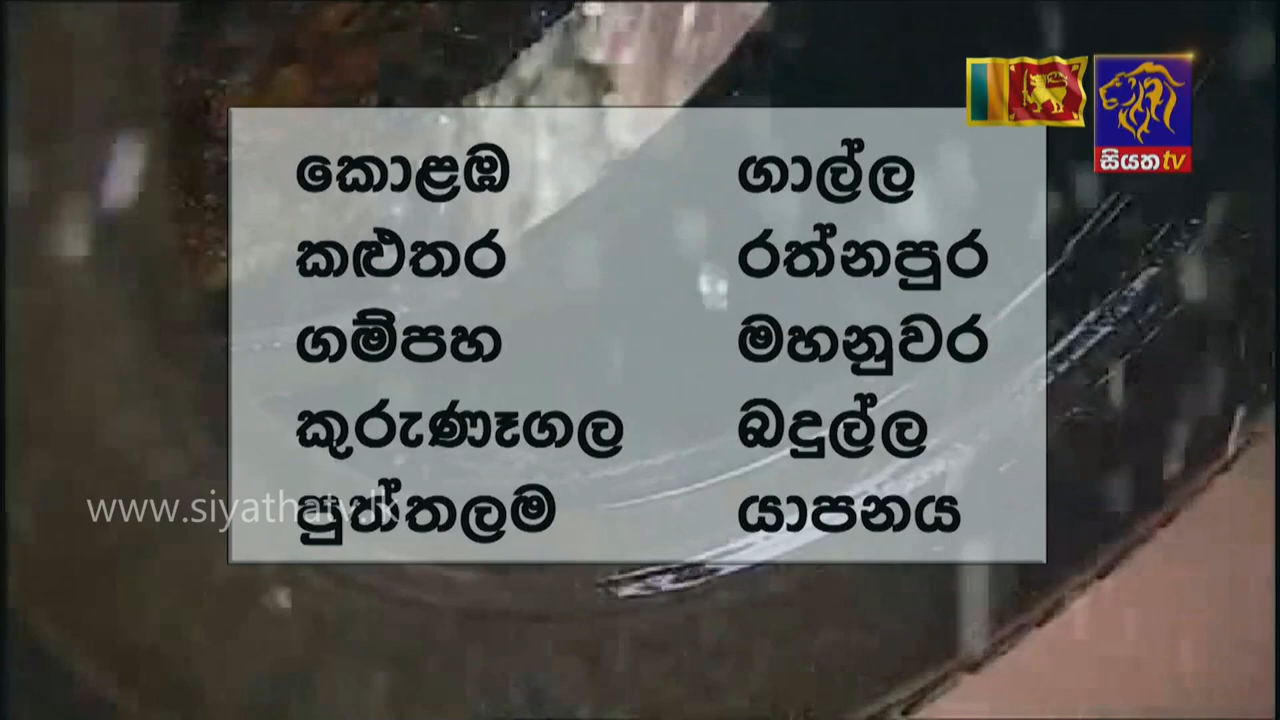 සියත tv
කොළඹ
කළුතර
ගම්පහ
කුරුණෑගල
පුත්තලම
ගාල්ල
රත්නපුර
මහනුවර
බදුල්ල
යාපනය
www.siyathatv.lk